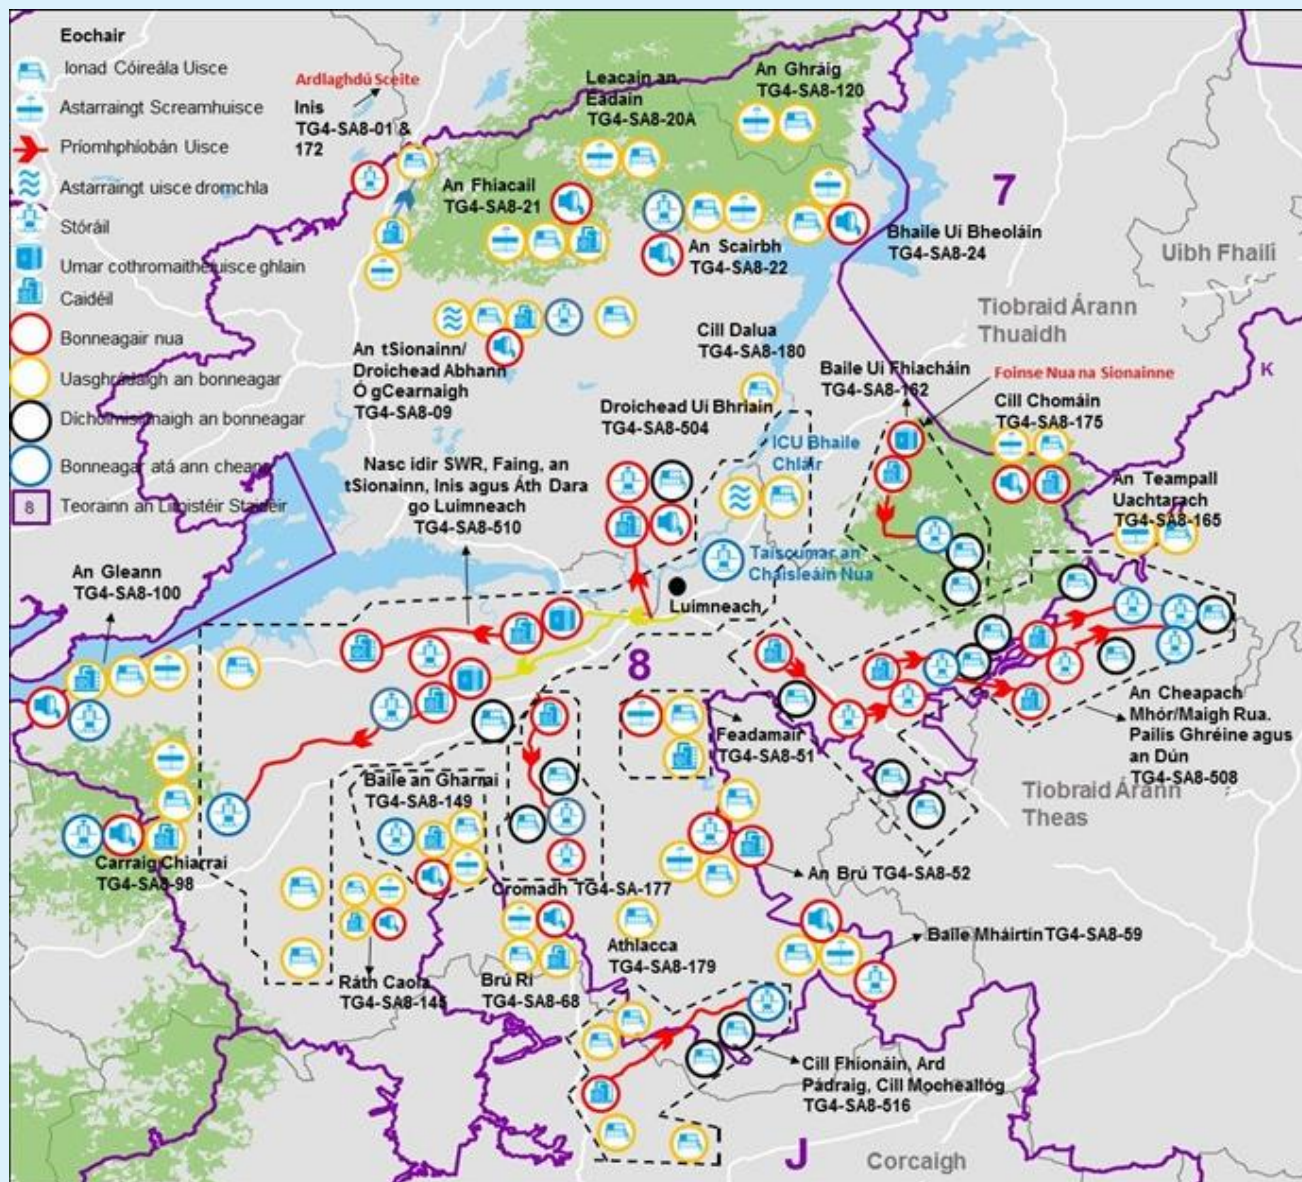 Eochair
Ionad Cóireála Uisce
Astarraingt Screamhuisce
Príomhphíobán Uisce
Astarraingt uisce dromchla
Stóráil
Umar cothromaithe uisce ghlain
Caidéil
Bonneagair nua
Uasghrádaigh an bonneagar
Díchoimisiúnaigh an bonneagar
Bonneagar atá ann cheana
8
Teorainn an Limistéir Staidéir
Ardlaghdú Sceite
Inis
TG4-SA8-01 &
172
Leacain an
Éadain
TG4-SA8-20A
An Ghráig
TG4-SA8-120
An Fhiacail
TG4-SA8-21
An Scairbh
TG4-SA8-22
Bhaile Uí Bheoláin
TG4-SA8-24
7
Uibh Fhailí
Tiobraid Árann
Thuaidh
K
An tSionainn/
Droichead Abhann
Ó gCearnaigh
TG4-SA8-09
Cill Dalua
TG4-SA8-180
Baile Uí Fhiacháin
TG4-SA8-162
Foinse Nua na Sionainne
Cill Chomáin
TG4-SA8-175
Droichead Uí Bhriain
TG4-SA8-504
ICU Bhaile
Chláir
An Teampall
Uachtarach
TG4-SA8-165
Nasc idir SWR, Faing, an
tSionainn, Inis agus Áth Dara
go Luimneach
TG4-SA8-510
Taiscumar an
Chaisleáin Nua
Luimneach
An Gleann
TG4-SA8-100
8
An Cheapach
Mhór/Maigh Rua.
Pailís Ghréine agus
an Dún
TG4-SA8-508
Feadamair
TG4-SA8-51
Tiobraid Árann
Theas
Baile an Gharraí
TG4-SA8-149
Carraig Chiarraí
TG4-SA8-98
An Brú TG4-SA8-52
Cromadh TG4-SA-177
Baile Mháirtín TG4-SA8-59
Athlacca
TG4-SA8-179
Ráth Caola
TG4-SA8-145
Brú Rí
TG4-SA8-68
Cill Fhíonáin, Ard
Pádraig, Cill Mocheallóg
TG4-SA8-516
J
Corcaigh